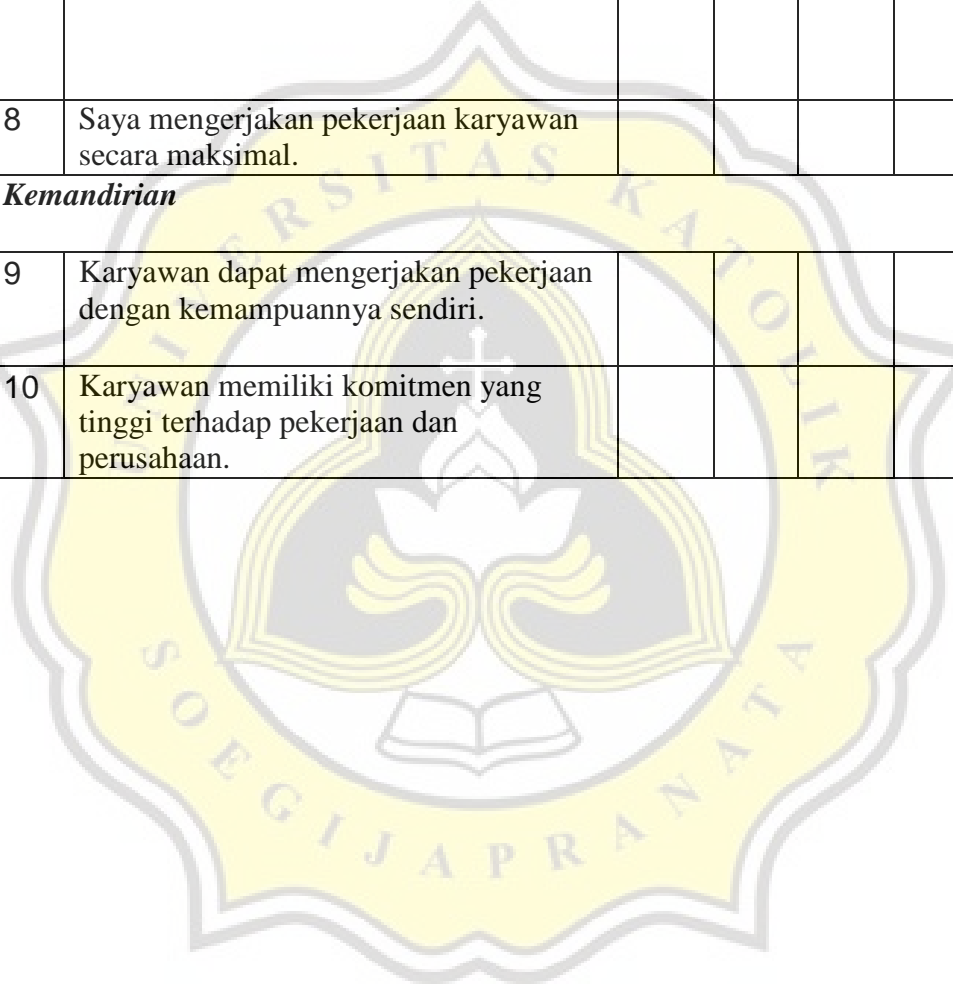 8 Saya mengerjakan pekerjaan karyawan
secara maksimal.
Kemandirian
9 Karyawan dapat mengerjakan pekerjaan
dengan kemampuannya sendiri.
10 Karyawan memiliki komitmen yang
tinggi terhadap pekerjaan dan
perusahaan.
UNIVERSITAS KATOLIK
SOEGIJAPRANATA